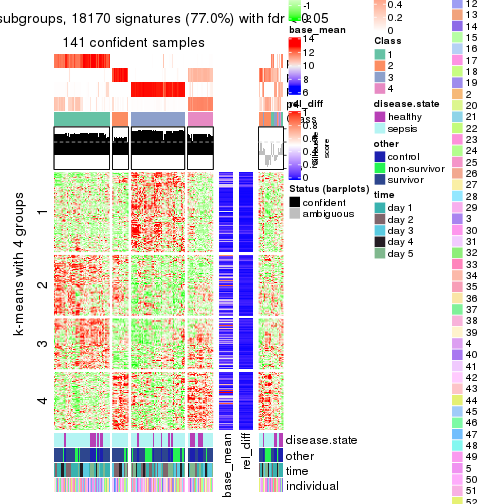 subgroups, 18170 signatures (77.0%) with fdr < 0.05
141 confident samples
k-means with 4 groups
1
2
3
4
base_mean
rel_diff
disease.state
other
time
individual
-1
-2
base_mean
14
12
10
8
6
rel_diff
1
0.8
0.6
0.4
0.2
0
score
Status (barplots)
confident
ambiguous
0.4
0.2
0
Class
1
2
3
4
disease.state
healthy
sepsis
other
control
non-survivor
survivor
time
day 1
day 2
day 3
day 4
day 5
12
13
14
15
16
17
18
19
2
20
21
22
23
24
25
26
27
28
29
3
30
31
32
33
34
35
36
37
38
39
4
40
41
42
43
44
45
46
47
48
49
5
50
51
52